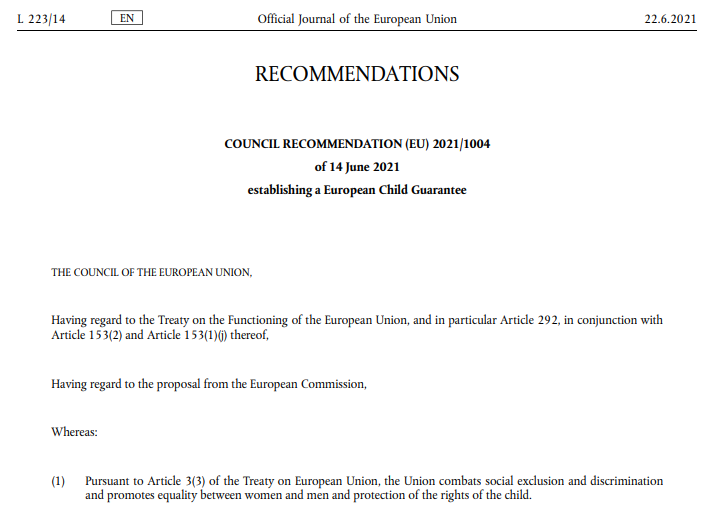 L 223/14 EN Official Journal of the European Union 22.6.2021
RECOMMENDATIONS
COUNCIL RECOMMENDATION (EU) 2021/1004
of 14 June 2021
establishing a European Child Guarantee
THE COUNCIL OF THE EUROPEAN UNION,
Having regard to the Treaty on the Functioning of the European Union, and in particular Article 292, in conjunction with
Article 153(2) and Article 153(1)(j) thereof,
Having regard to the proposal from the European Commission,
Whereas:
(1) Pursuant to Article 3(3) of the Treaty on European Union, the Union combats social exclusion and discrimination
and promotes equality between women and men and protection of the rights of the child.